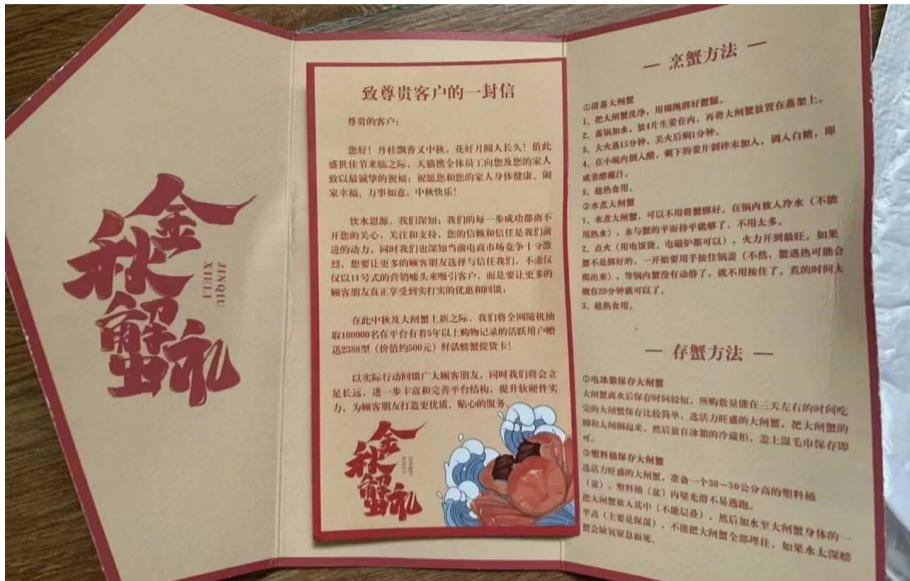 金秋蟹礼
JINQIU
XIELI
致尊贵客户的一封信
尊贵的客户：
您好！丹桂飘香又中秋，花好月圆人长久！值此
盛世佳节来临之际，天猫携全体员工向您及您的家人
致以最诚挚的祝福；祝愿您和您的家人身体健康、阖
家幸福、万事如意，中秋快乐！
饮水思源，我们深知：我们的每一步成功都离不
开您的关心、关注和支持，您的信赖和信任是我们前
进的动力，同时我们也深知当前电商市场竞争十分激
烈，想要让更多的顾客朋友选择与信任我们，不能仅
仅以口号式的营销噱头来吸引客户，而是要让更多的
顾客朋友真正享受到实打实的优惠和回馈；
在此中秋及大闸蟹上新之际，我们将全网随机抽
取100000名在平台有着5年以上购物记录的活跃用户赠
送2388型（价值约500元）鲜活螃蟹提货卡！
以实际行动回馈广大顾客朋友，同时我们将会立
足长远，进一步丰富和完善平台结构，提升软硬件实
力，为顾客朋友打造更优质、贴心的服务。
金秋蟹礼
JINQIU
XIELI
— 烹蟹方法 —
①清蒸大闸蟹
1、把大闸蟹洗净，用棉绳绑好蟹腿。
2、蒸锅加水，放4片生姜在内，再将大闸蟹放置在蒸架上。
3、大火蒸15分钟，关火后焖1分钟。
4、在小碗内倒入醋，剩下的姜片剁碎末加入，调入白糖，即
成姜醋蘸汁。
5、趁热食用。
②水煮大闸蟹
1、水煮大闸蟹，可以不用将蟹绑好，在锅内放入冷水（不能
用热水），水与蟹的平面持平就够了，不用太多。
2、点火（用电饭煲、电磁炉都可以），火力开到最旺。如果
蟹不是绑好的，一开始要用手按住锅盖（不然，蟹遇热可能会
爬出来），等锅内蟹没有动静了，就不用按住了。煮的时间大
概在20分钟就可以了。
3、趁热食用。
— 存蟹方法 —
①电冰箱保存大闸蟹
大闸蟹离水后保存时间较短，所购数量能在三天左右的时间吃
完的大闸蟹保存比较简单，选活力旺盛的大闸蟹，把大闸蟹的
脚和大闸捆起来，然后放在冰箱的冷藏柜，盖上湿毛巾保存即
可。
②塑料桶保存大闸蟹
选活力旺盛的大闸蟹，准备一个30～50公分高的塑料桶
（盆），塑料桶（盆）内壁光滑不易逃跑。
把大闸蟹放入其中（不能层叠），然后加水至大闸蟹身体的一
半高（主要是保湿），不能把大闸蟹全部埋住，如果水太深螃
蟹会缺氧窒息而死。